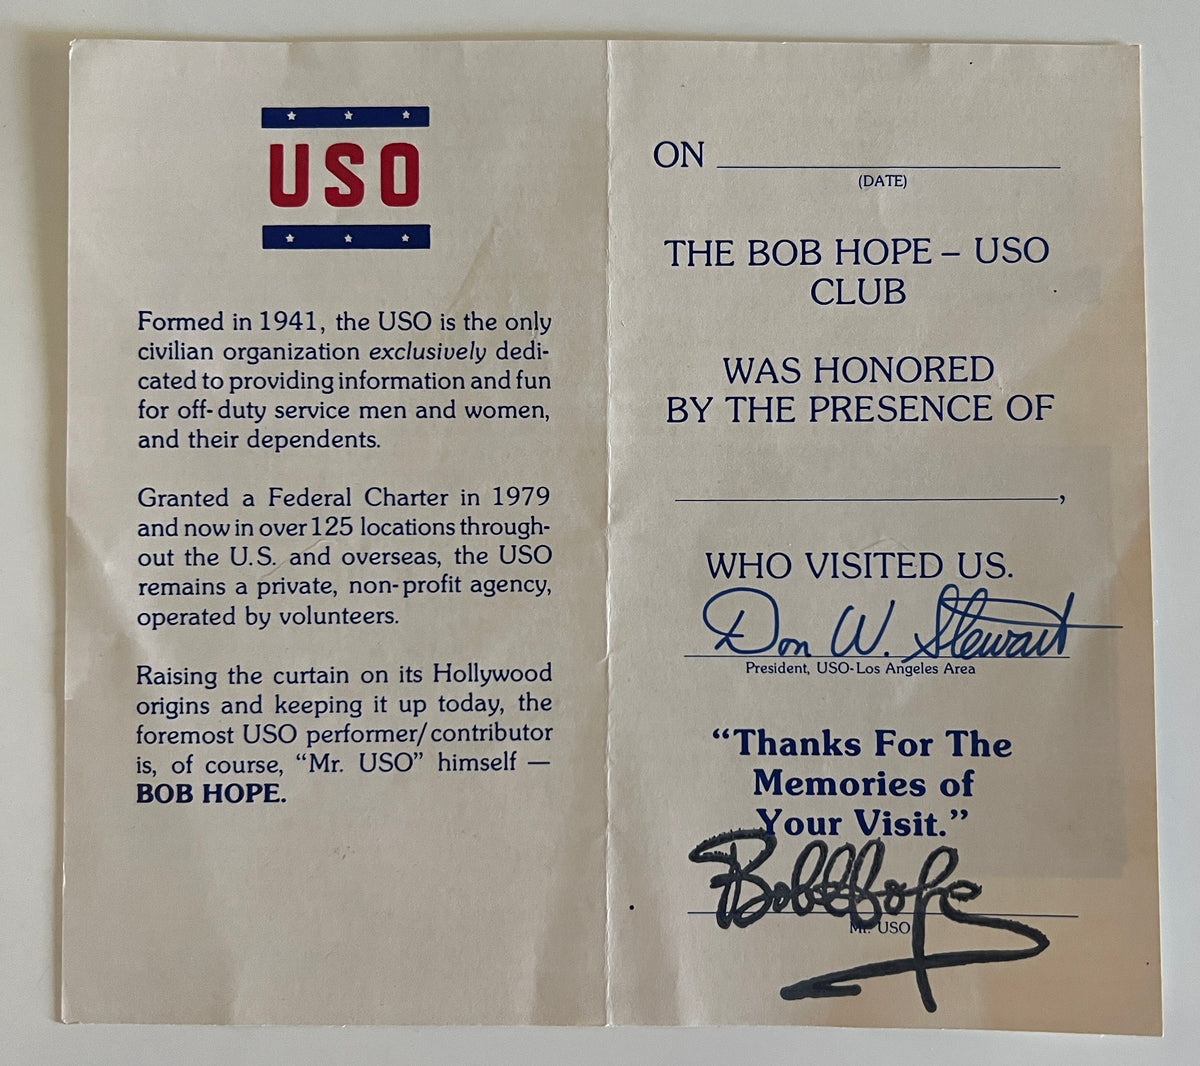 USO
Formed in 1941, the USO is the only
civilian organization exclusively dedi-
cated to providing information and fun
for off-duty service men and women,
and their dependents.
Granted a Federal Charter in 1979
and now in over 125 locations through-
out the U.S. and overseas, the USO
remains a private, non-profit agency,
operated by volunteers.
Raising the curtain on its Hollywood
origins and keeping it up today, the
foremost USO performer/contributor
is, of course, “Mr. USO” himself —
BOB HOPE.
ON
(DATE)
THE BOB HOPE – USO
CLUB
WAS HONORED
BY THE PRESENCE OF
,
WHO VISITED US.
Don W. Stewart
President, USO-Los Angeles Area
“Thanks For The
Memories of
Your Visit.”
Bob Hope
Mr. USO